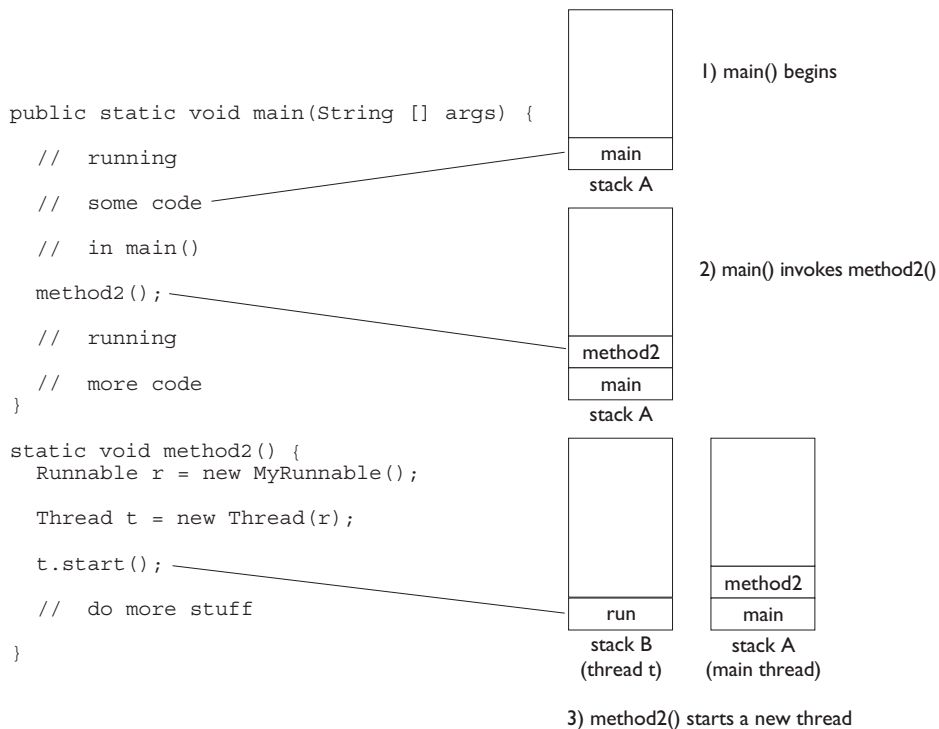 public static void main(String [] args) {
//  running
//  some code
//  in main()
method2();
//  running
//  more code
}
static void method2() {
Runnable r = new MyRunnable();
Thread t = new Thread(r);
t.start();
//  do more stuff
}
1) main() begins
main
stack A
2) main() invokes method2()
method2
main
stack A
run
stack B
(thread t)
method2
main
stack A
(main thread)
3) method2() starts a new thread